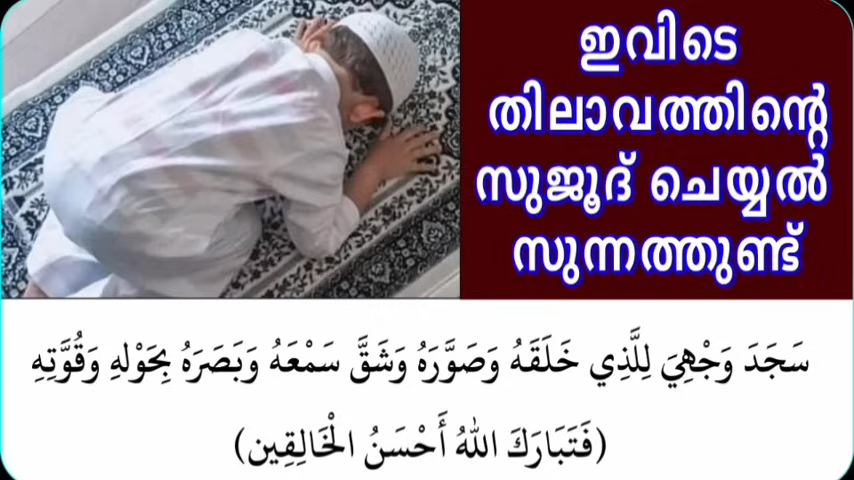 ഇവിടെ
തിലാവത്തിന്റെ
സുജൂദ് ചെയ്യൽ
സുന്നത്തുണ്ട്
سَجَدَ وَجْهِيَ لِلَّذِي خَلَقَهُ وَصَوَّرَهُ وَشَقَّ سَمْعَهُ وَبَصَرَهُ بِحَوْلِهِ وَقُوَّتِهِ
(فَتَبَارَكَ اللهُ أَحْسَنُ الْخَالِقِين)